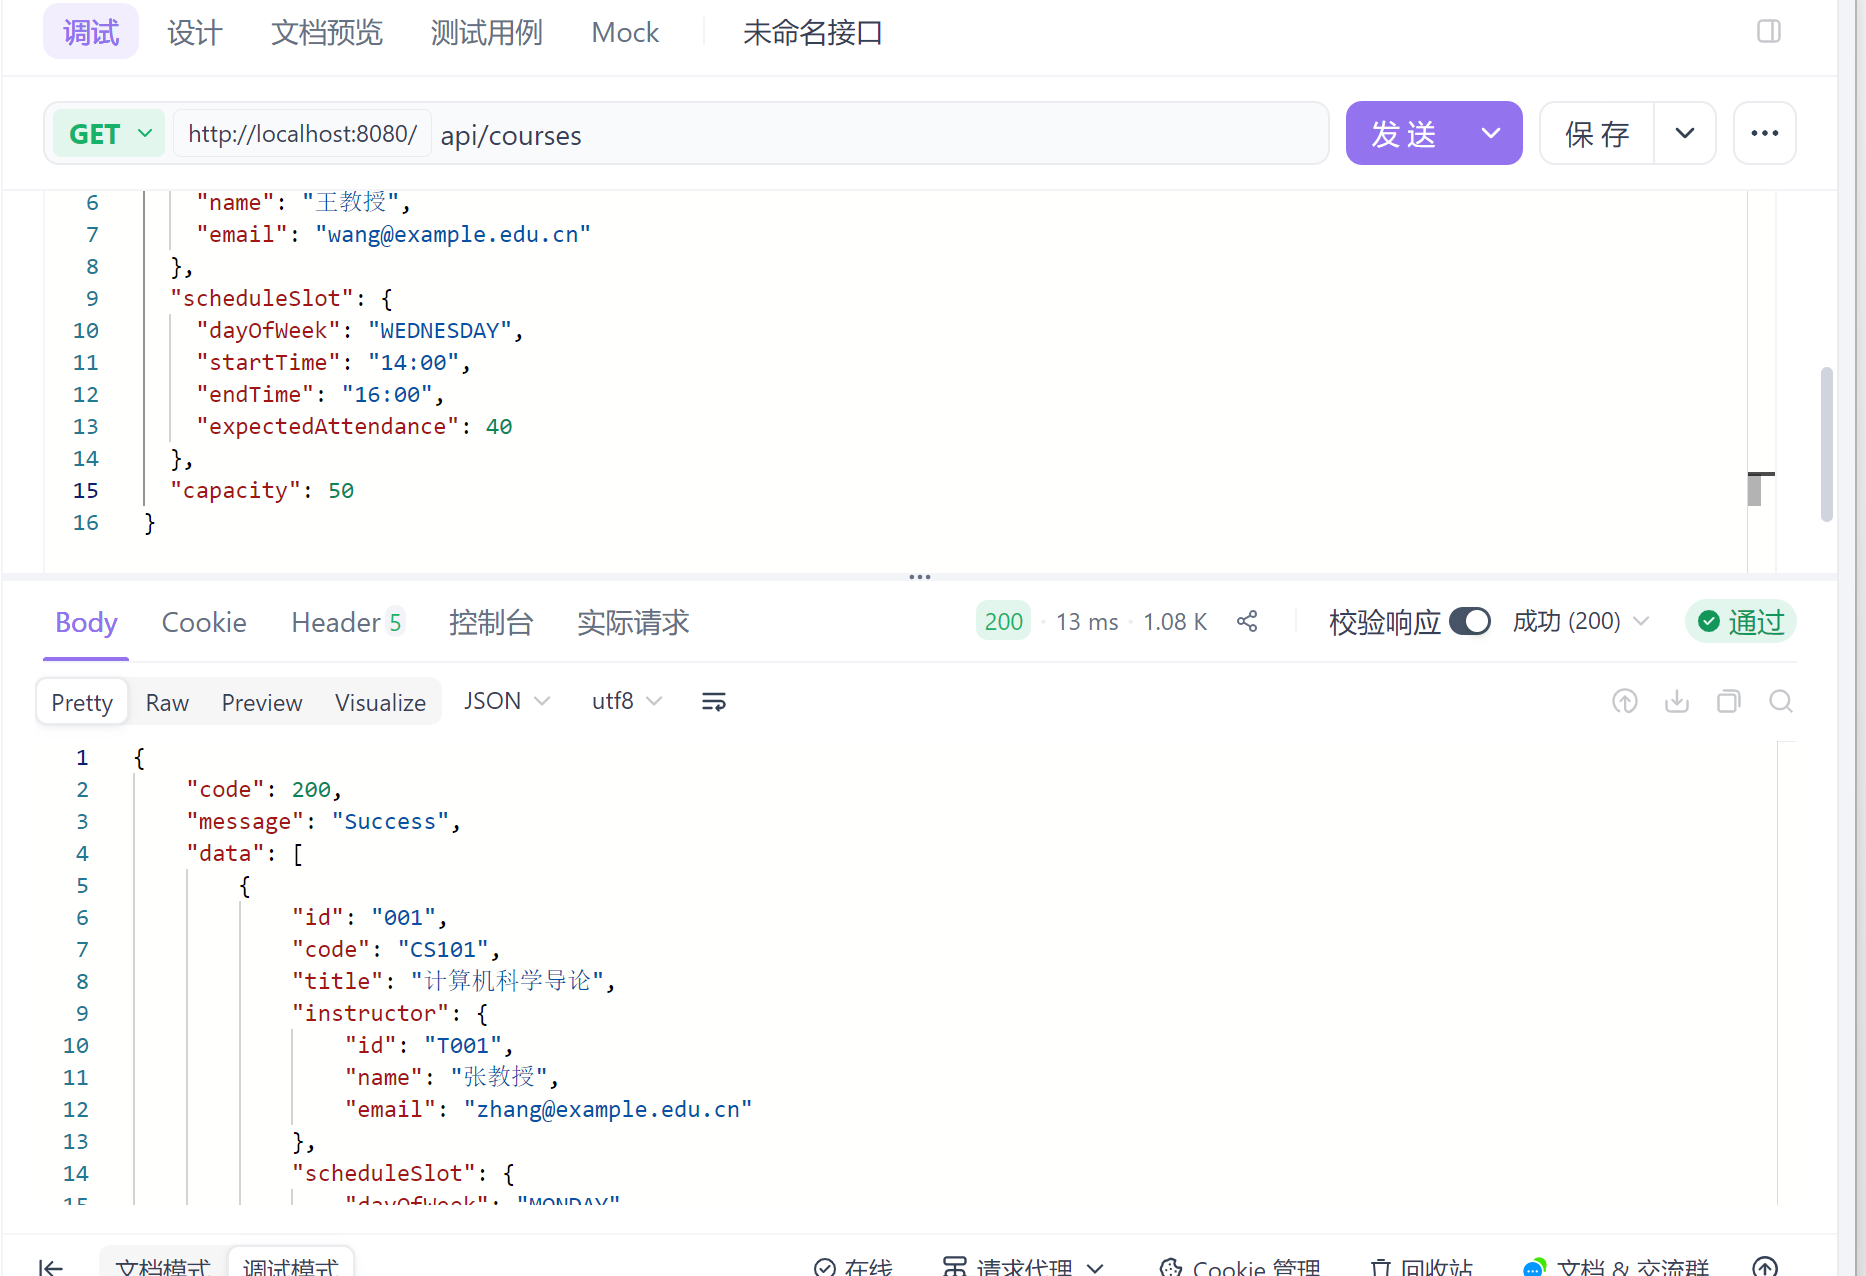 调试 设计 文档预览 测试用例 Mock 未命名接口
GET http://localhost:8080/ api/courses 发送 保存
6 "name": "王教授",
7 "email": "wang@example.edu.cn"
8 },
9 "scheduleSlot": {
10 "dayOfWeek": "WEDNESDAY",
11 "startTime": "14:00",
12 "endTime": "16:00",
13 "expectedAttendance": 40
14 },
15 "capacity": 50
16 }
Body Cookie Header 5 控制台 实际请求 200 · 13 ms · 1.08 K 校验响应 成功 (200) 通过
Pretty Raw Preview Visualize JSON utf8
1 {
2 "code": 200,
3 "message": "Success",
4 "data": [
5 {
6 "id": "001",
7 "code": "CS101",
8 "title": "计算机科学导论",
9 "instructor": {
10 "id": "T001",
11 "name": "张教授",
12 "email": "zhang@example.edu.cn"
13 },
14 "scheduleSlot": {
15 "dayOfWeek": "MONDAY"
文档模式 调试模式 在线 请求代理 Cookie 管理 回收站 文档 & 交流群